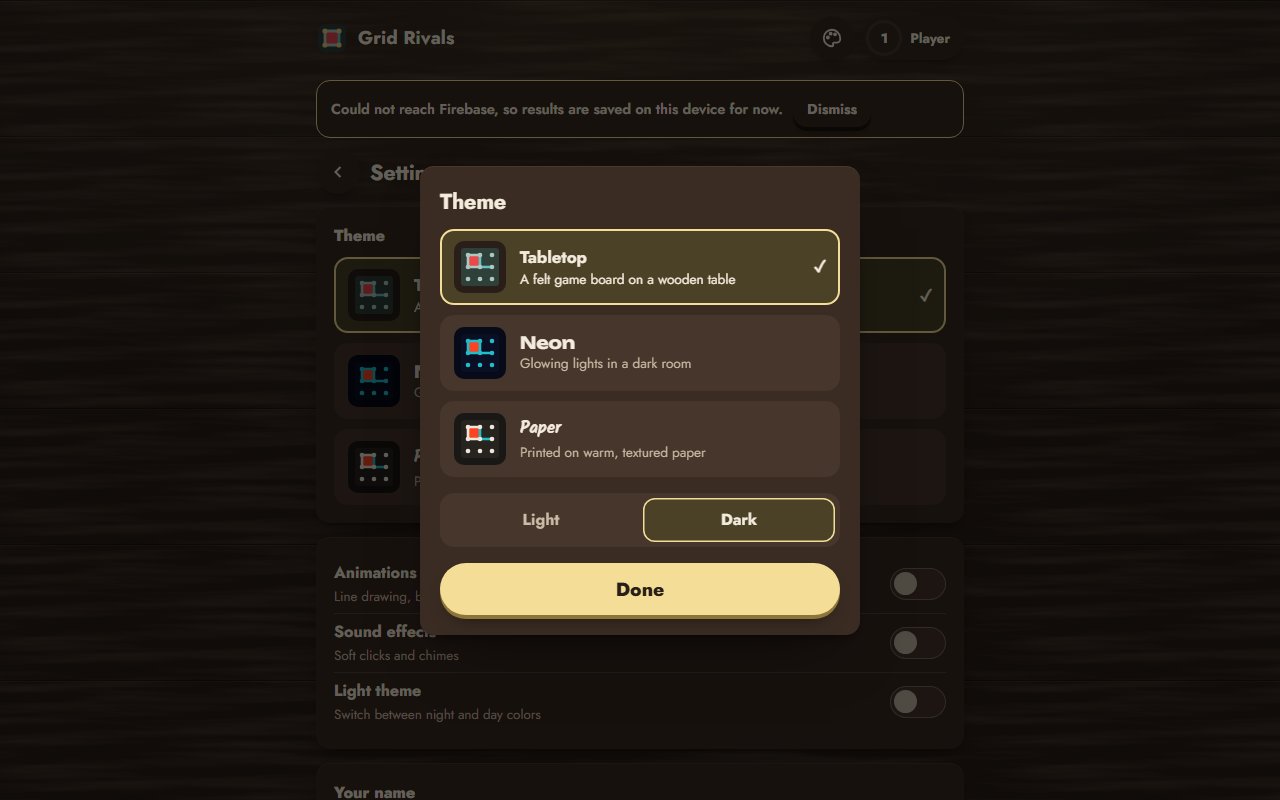 Grid Rivals
1 Player
Could not reach Firebase, so results are saved on this device for now. Dismiss
Theme
Theme
Tabletop
A felt game board on a wooden table
Neon
Glowing lights in a dark room
Paper
Printed on warm, textured paper
Light Dark
Done
Animations
Line drawing,
Sound effects
Soft clicks and chimes
Light theme
Switch between night and day colors
Your name